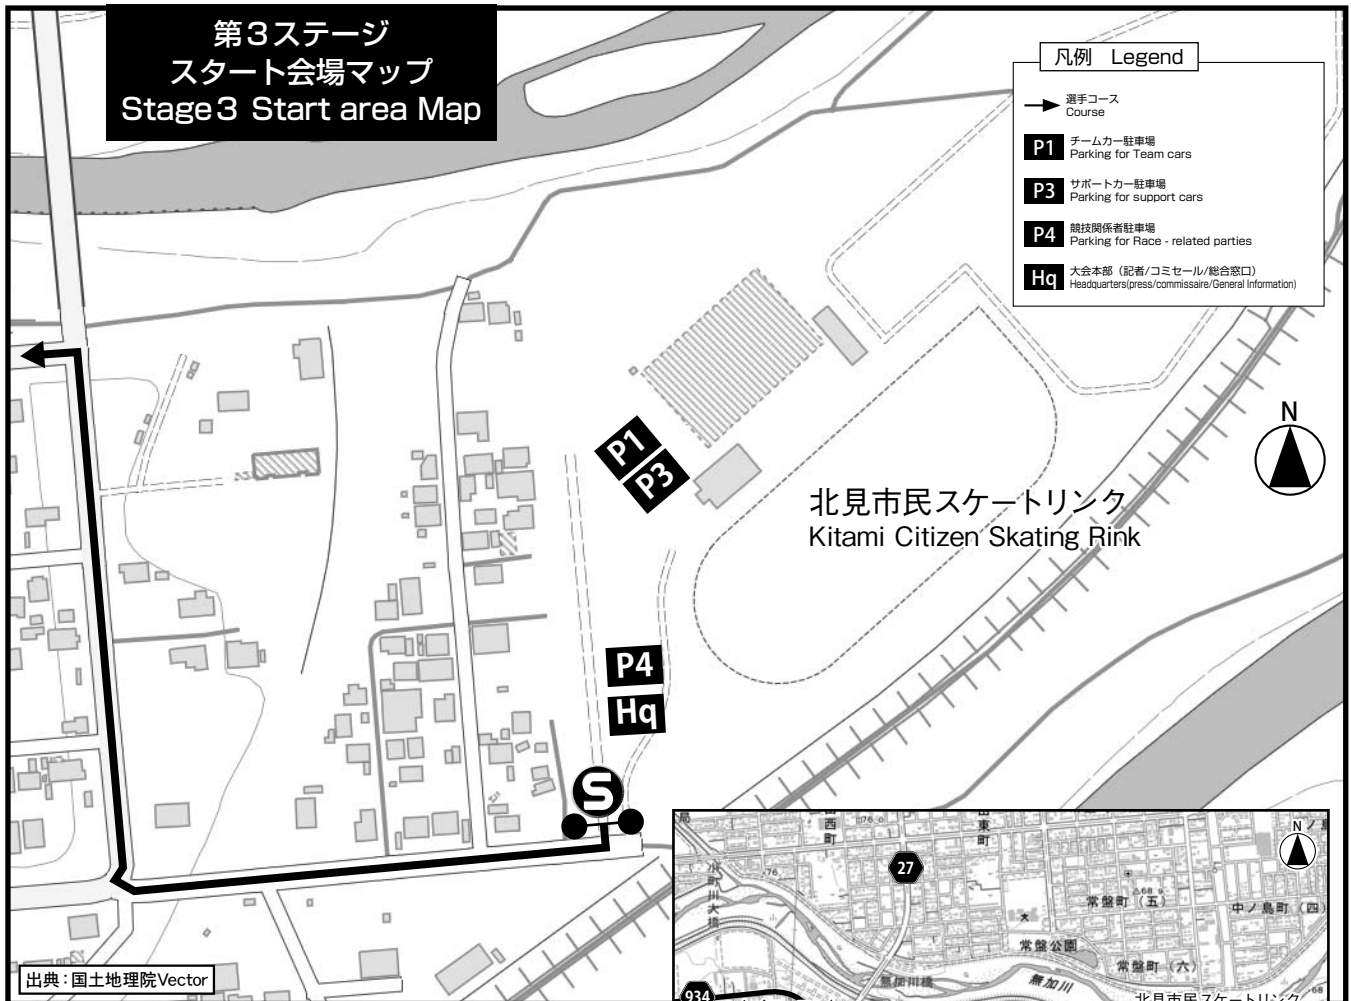 第3ステージ
スタート会場マップ
Stage3 Start area Map
凡例 Legend
選手コース
Course
P1 チームカー駐車場
Parking for Team cars
P3 サポートカー駐車場
Parking for support cars
P4 競技関係者駐車場
Parking for Race - related parties
Hq 大会本部（記者/コミセール/総合窓口）
Headquarters(press/commissaire/General Information)
N
P1
P3
北見市民スケートリンク
Kitami Citizen Skating Rink
P4
Hq
S
出典：国土地理院Vector
西町
東町
N
27
常盤町（五）
中ノ島町（四）
常盤公園
常盤町（六）
無加川橋
無加川
934
北見市民スケートリンク